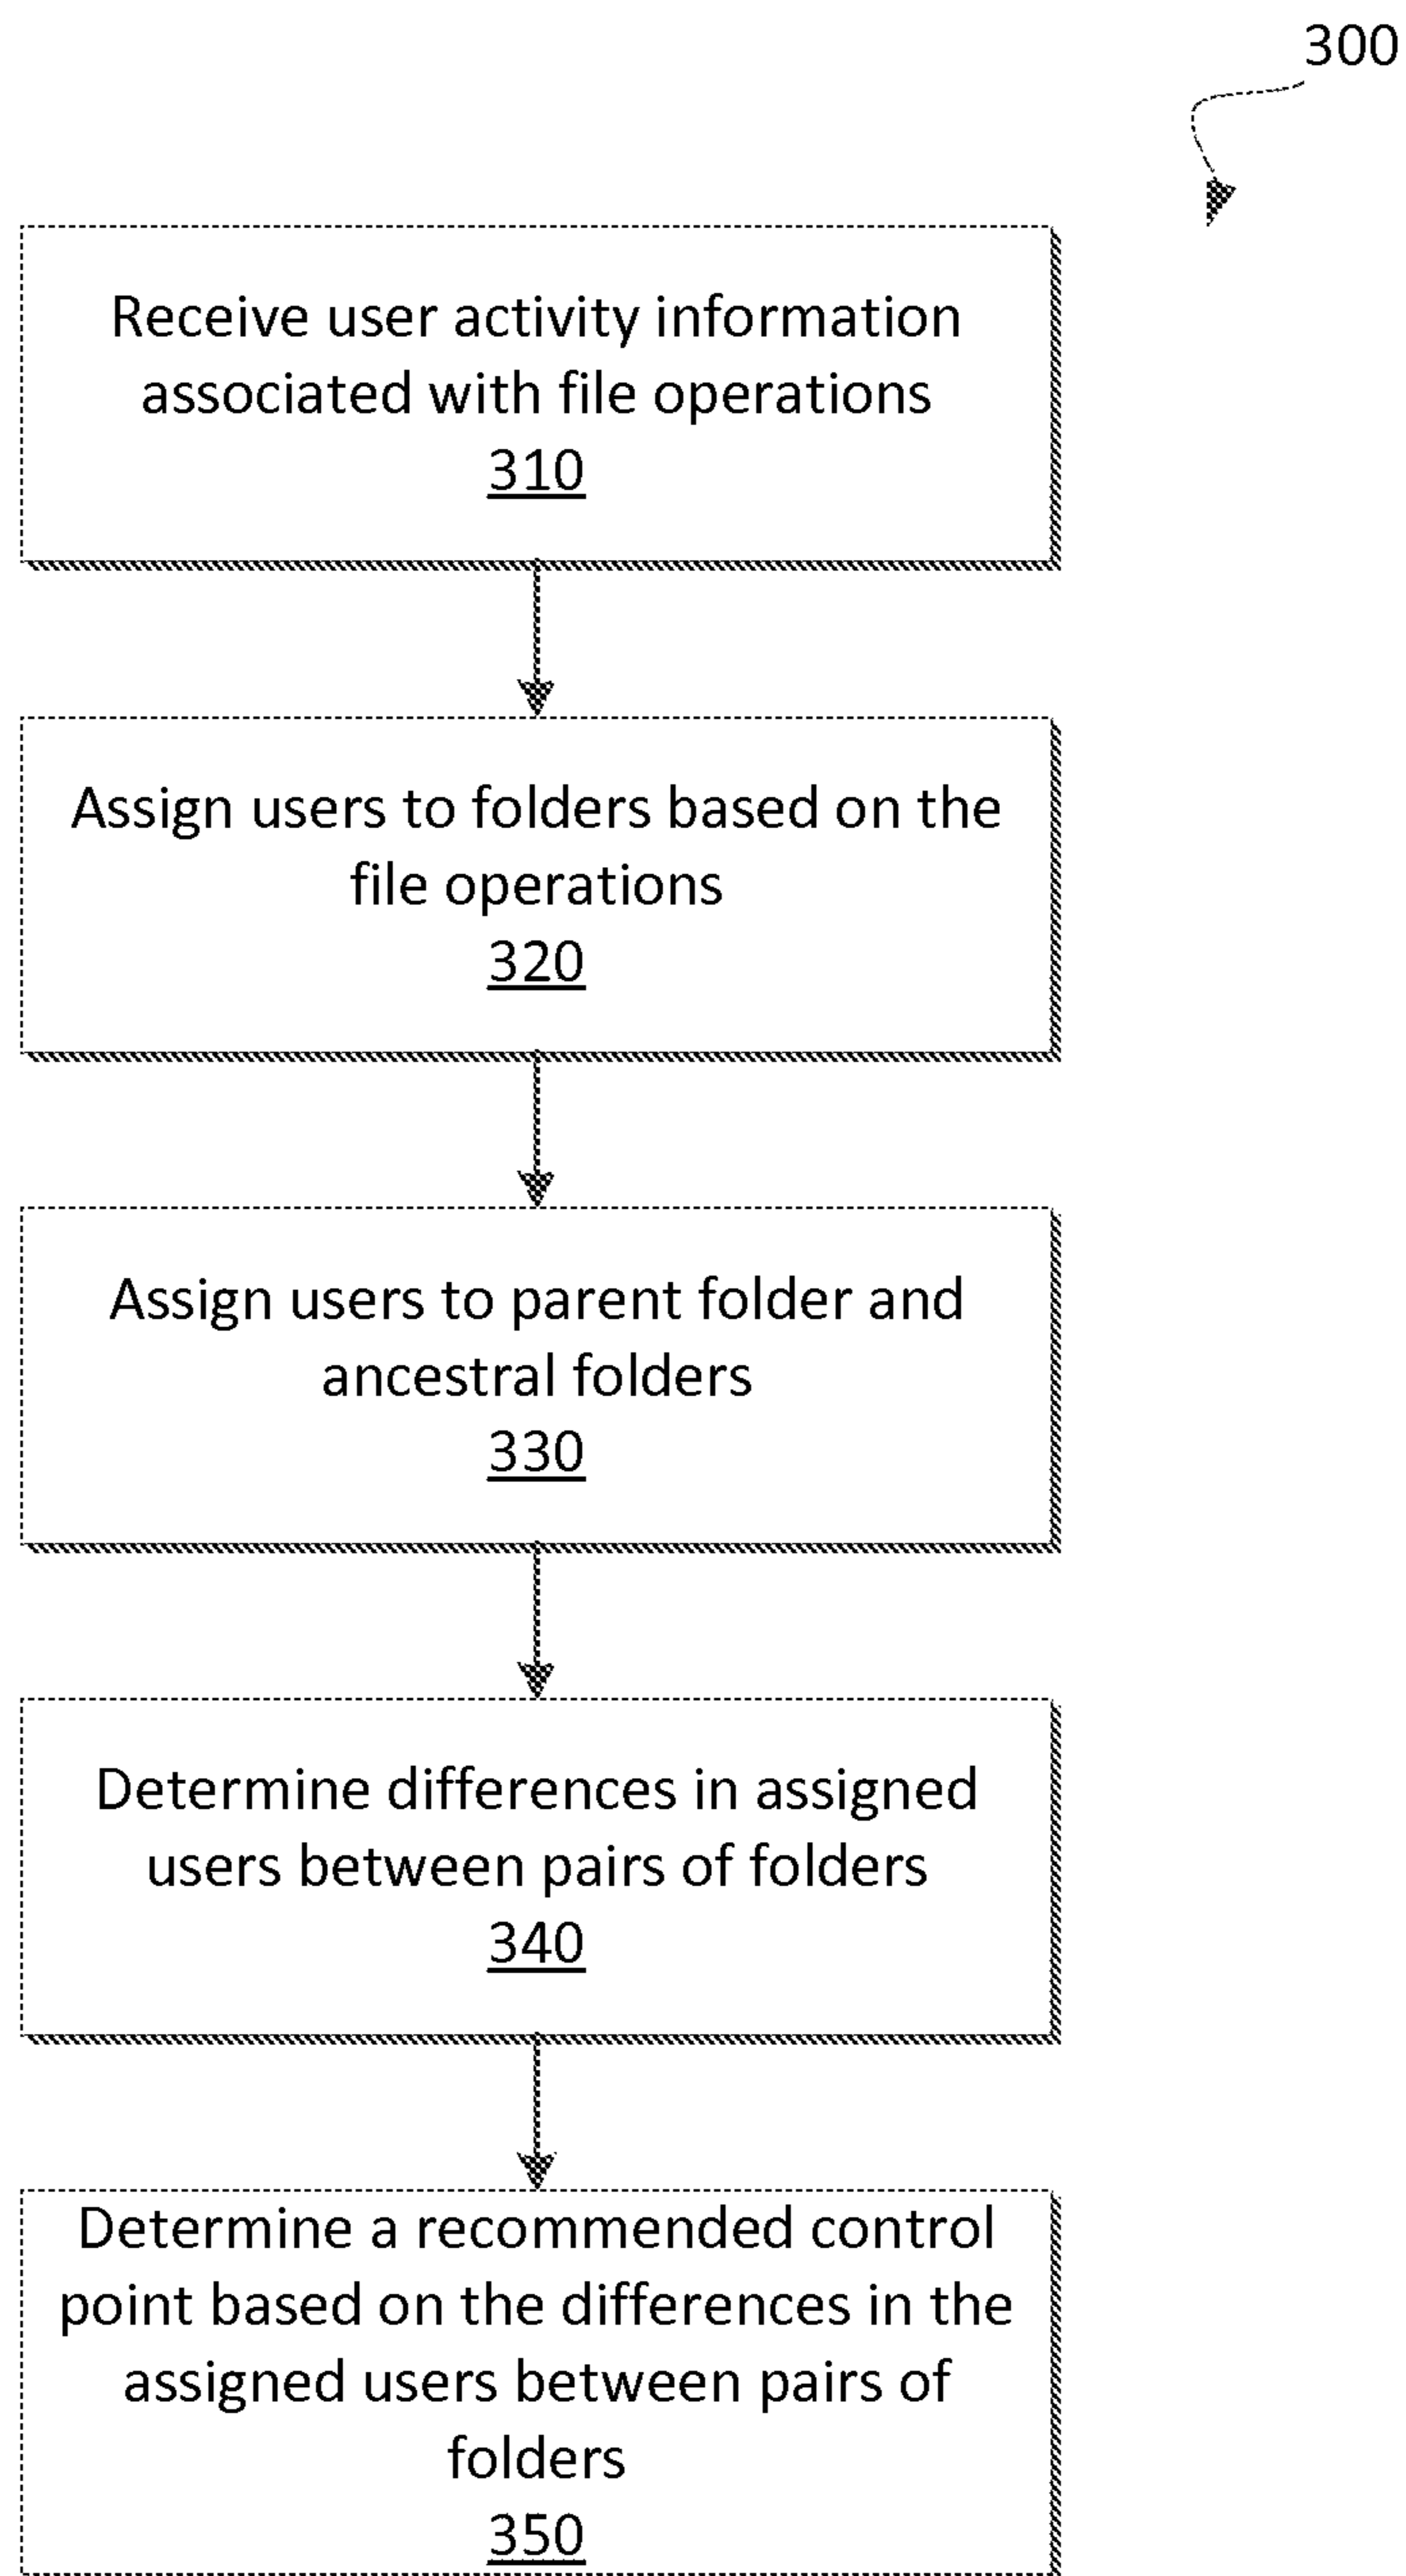 300
Receive user activity information
associated with file operations
310
Assign users to folders based on the
file operations
320
Assign users to parent folder and
ancestral folders
330
Determine differences in assigned
users between pairs of folders
340
Determine a recommended control
point based on the differences in the
assigned users between pairs of
folders
350